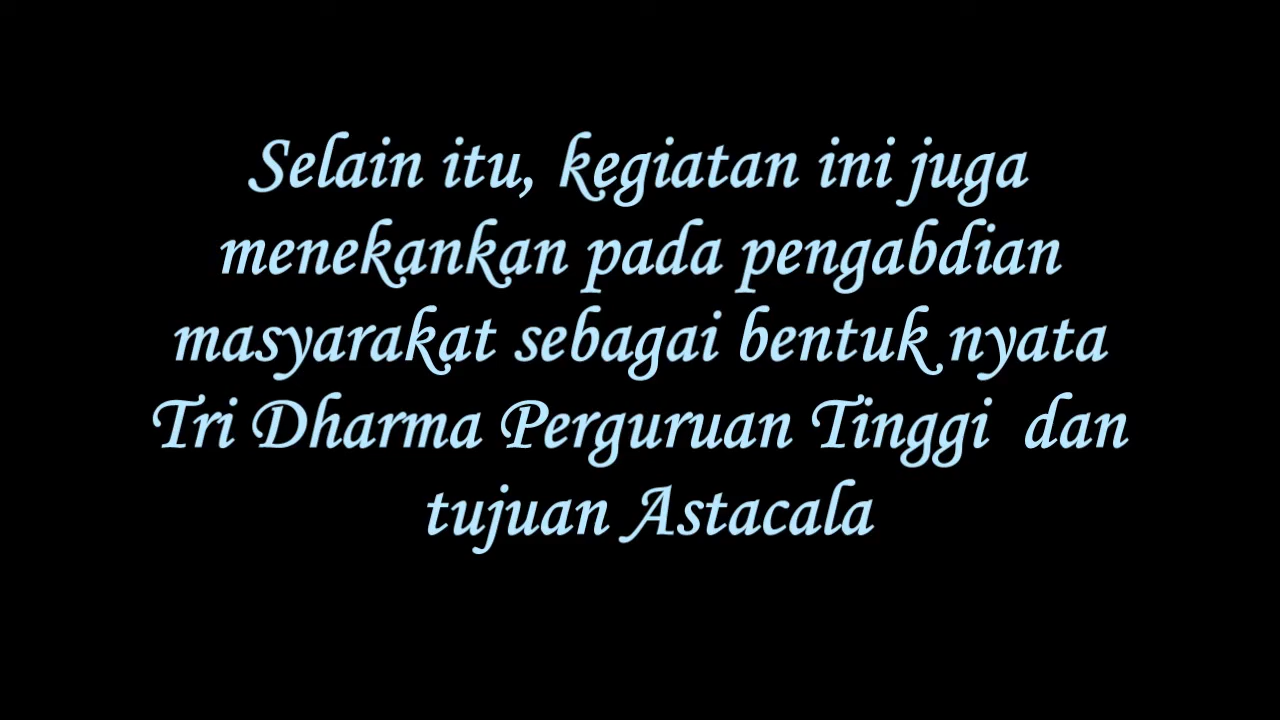 Selain itu, kegiatan ini juga
menekankan pada pengabdian
masyarakat sebagai bentuk nyata
Tri Dharma Perguruan Tinggi  dan
tujuan Astacala